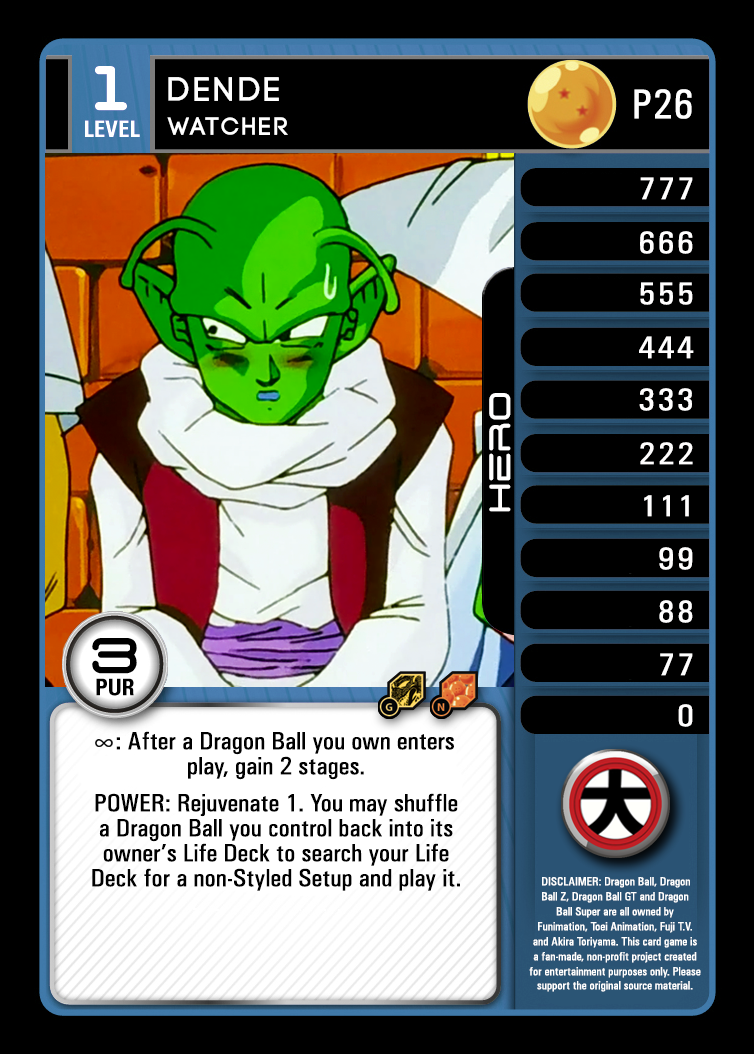 1
LEVEL
DENDE
WATCHER
P26
777
666
555
444
333
222
111
99
88
77
0
HERO
3
PUR
G
N
∞: After a Dragon Ball you own enters
play, gain 2 stages.
POWER: Rejuvenate 1. You may shuffle
a Dragon Ball you control back into its
owner's Life Deck to search your Life
Deck for a non-Styled Setup and play it.
大
DISCLAIMER: Dragon Ball, Dragon
Ball Z, Dragon Ball GT and Dragon
Ball Super are all owned by
Funimation, Toei Animation, Fuji T.V.
and Akira Toriyama. This card game is
a fan-made, non-profit project created
for entertainment purposes only. Please
support the original source material.